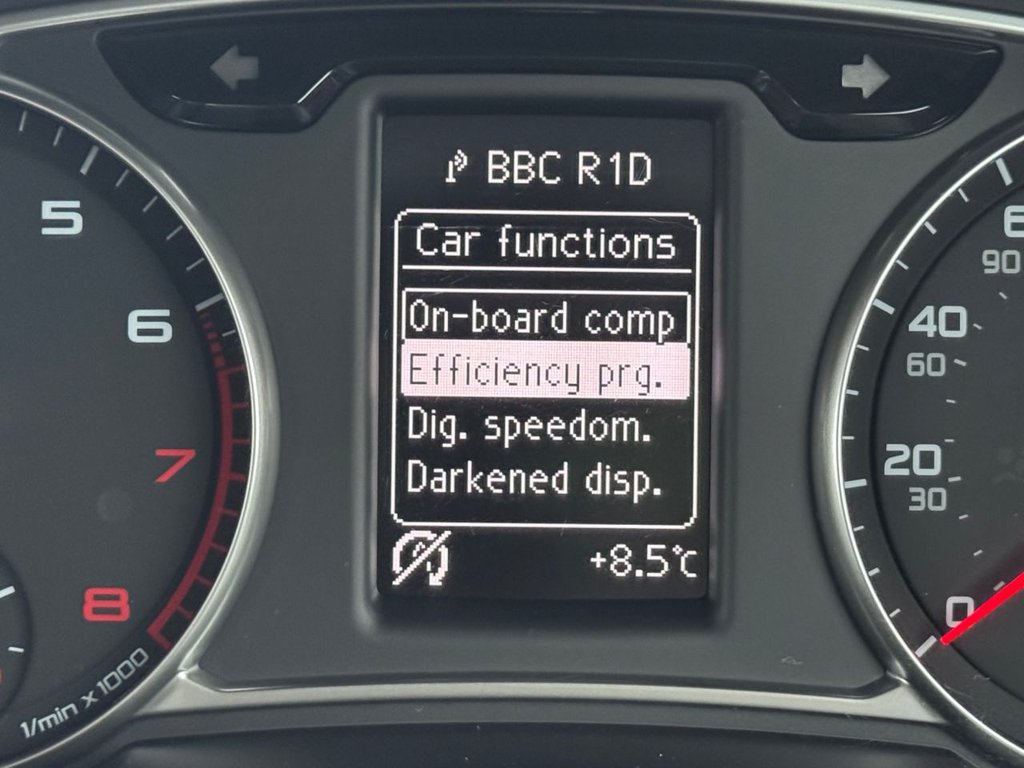 BBC R1D
Car functions
On-board comp
Efficiency prg.
Dig. speedom.
Darkened disp.
+8.5°C
5
6
7
8
1/min x 1000
90
40
60
20
30
0